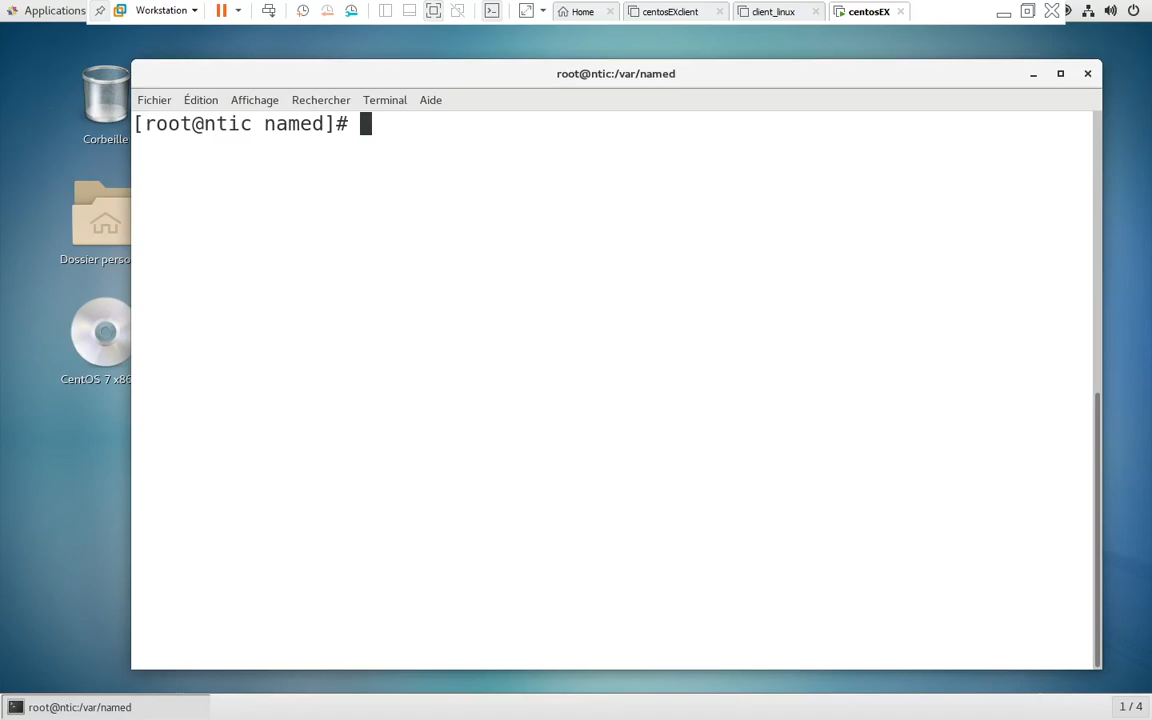 Applications
Workstation
Home
centosEXclient
client_linux
centosEX
root@ntic:/var/named
Fichier Édition Affichage Rechercher Terminal Aide
[root@ntic named]#
Corbeille
Dossier perso
CentOS 7 x86
root@ntic:/var/named
1 / 4